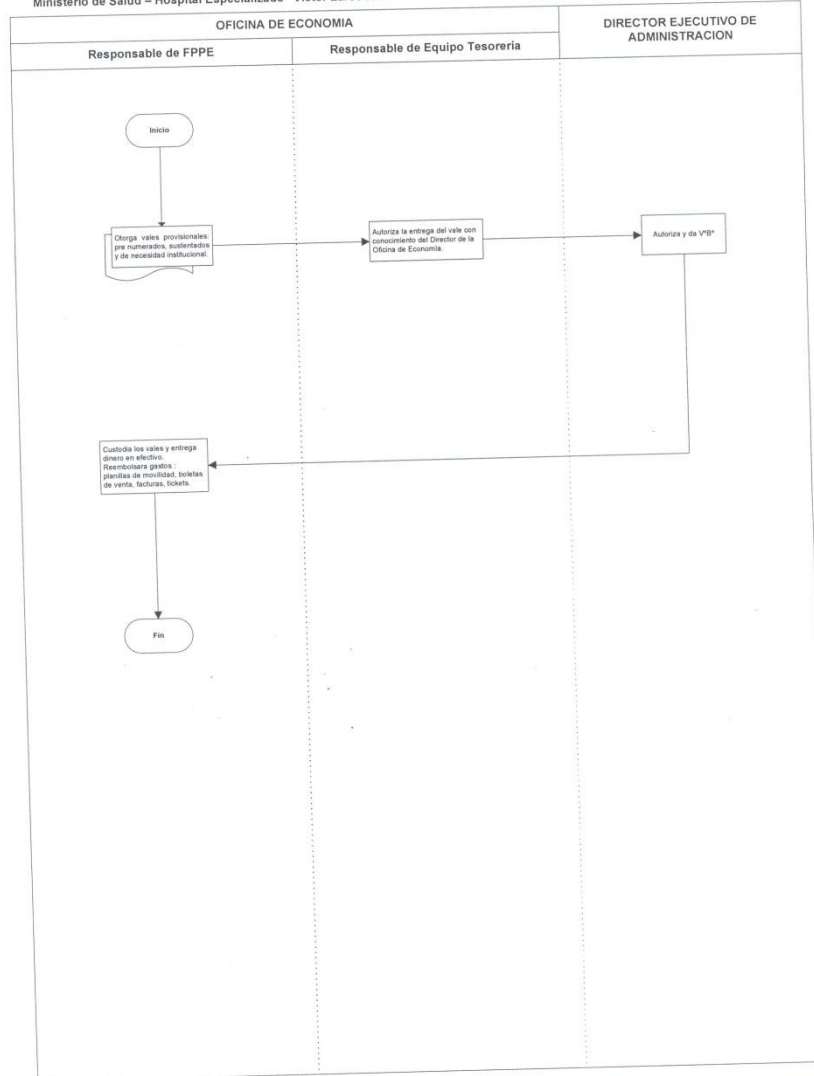 Ministerio de Salud – Hospital Especializado
OFICINA DE ECONOMIA
DIRECTOR EJECUTIVO DE
ADMINISTRACION
Responsable de FPPE
Responsable de Equipo Tesoreria
Inicio
Otorga vales provisionales:
pre numerados, sustentados
y de necesidad institucional.
Autoriza la entrega del vale con
conocimiento del Director de la
Oficina de Economía.
Autoriza y da V°B°
Custodia los vales y entrega
dinero en efectivo.
Reembolsara gastos :
planillas de movilidad, boletas
de venta, facturas, tickets.
Fin